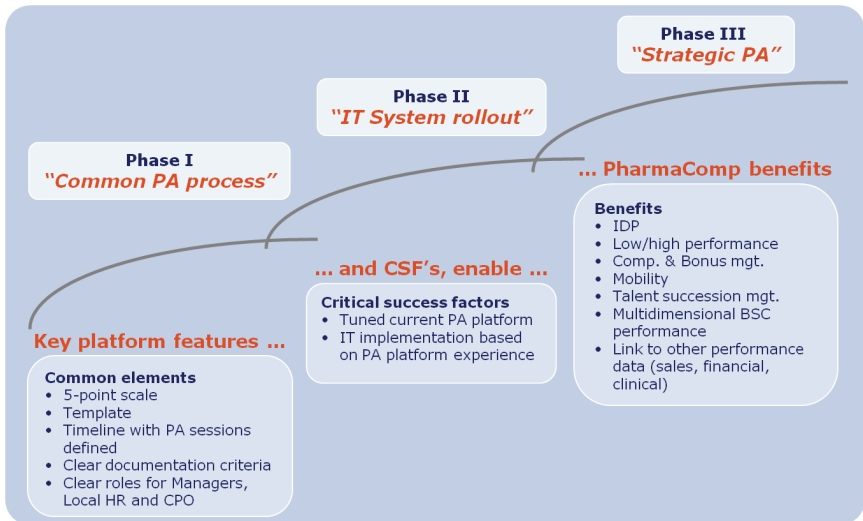 Phase I
“Common PA process”
Phase II
“IT System rollout”
Phase III
“Strategic PA”
Key platform features ...
Common elements
• 5-point scale
• Template
• Timeline with PA sessions
defined
• Clear documentation criteria
• Clear roles for Managers,
Local HR and CPO
... and CSF’s, enable ...
Critical success factors
• Tuned current PA platform
• IT implementation based
on PA platform experience
... PharmaComp benefits
Benefits
• IDP
• Low/high performance
• Comp. & Bonus mgt.
• Mobility
• Talent succession mgt.
• Multidimensional BSC
performance
• Link to other performance
data (sales, financial,
clinical)